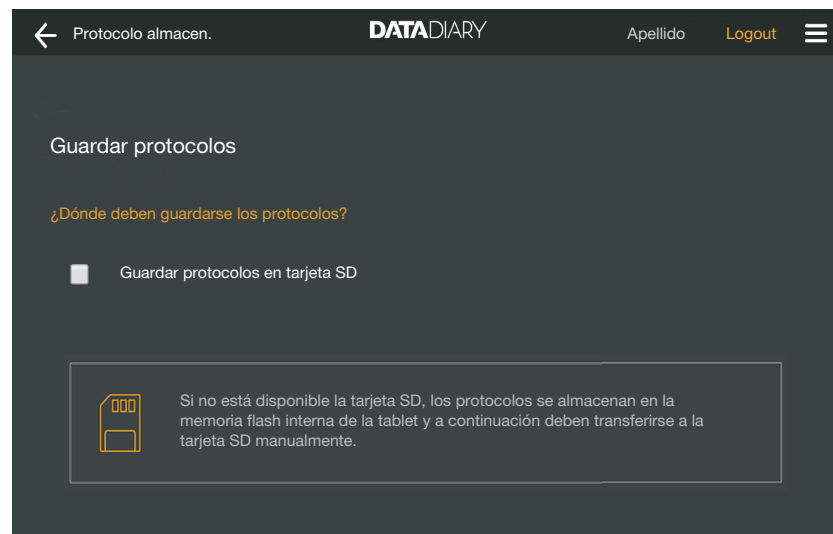 Protocolo almacen.
DATADIARY
Apellido
Logout
Guardar protocolos
¿Dónde deben guardarse los protocolos?
Guardar protocolos en tarjeta SD
Si no está disponible la tarjeta SD, los protocolos se almacenan en la
memoria flash interna de la tablet y a continuación deben transferirse a la
tarjeta SD manualmente.